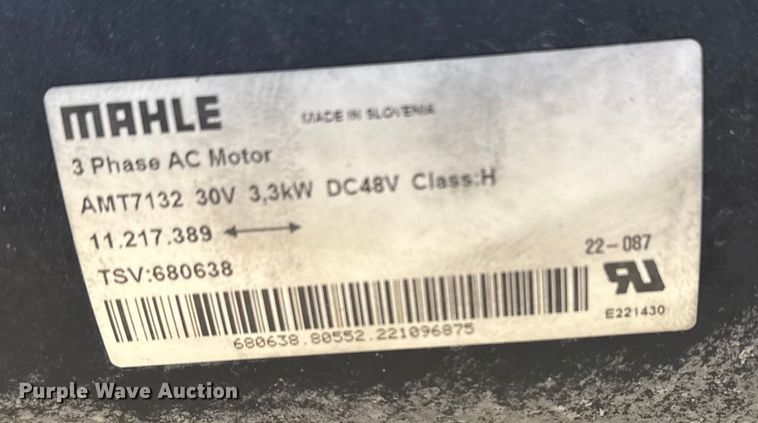 MAHLE
MADE IN SLOVENIA
3 Phase AC Motor
AMT7132 30V 3,3kW DC48V Class:H
11.217.389 ↔
TSV:680638
22-087
RU
E221430
680638.80552.221096875
Purple Wave Auction